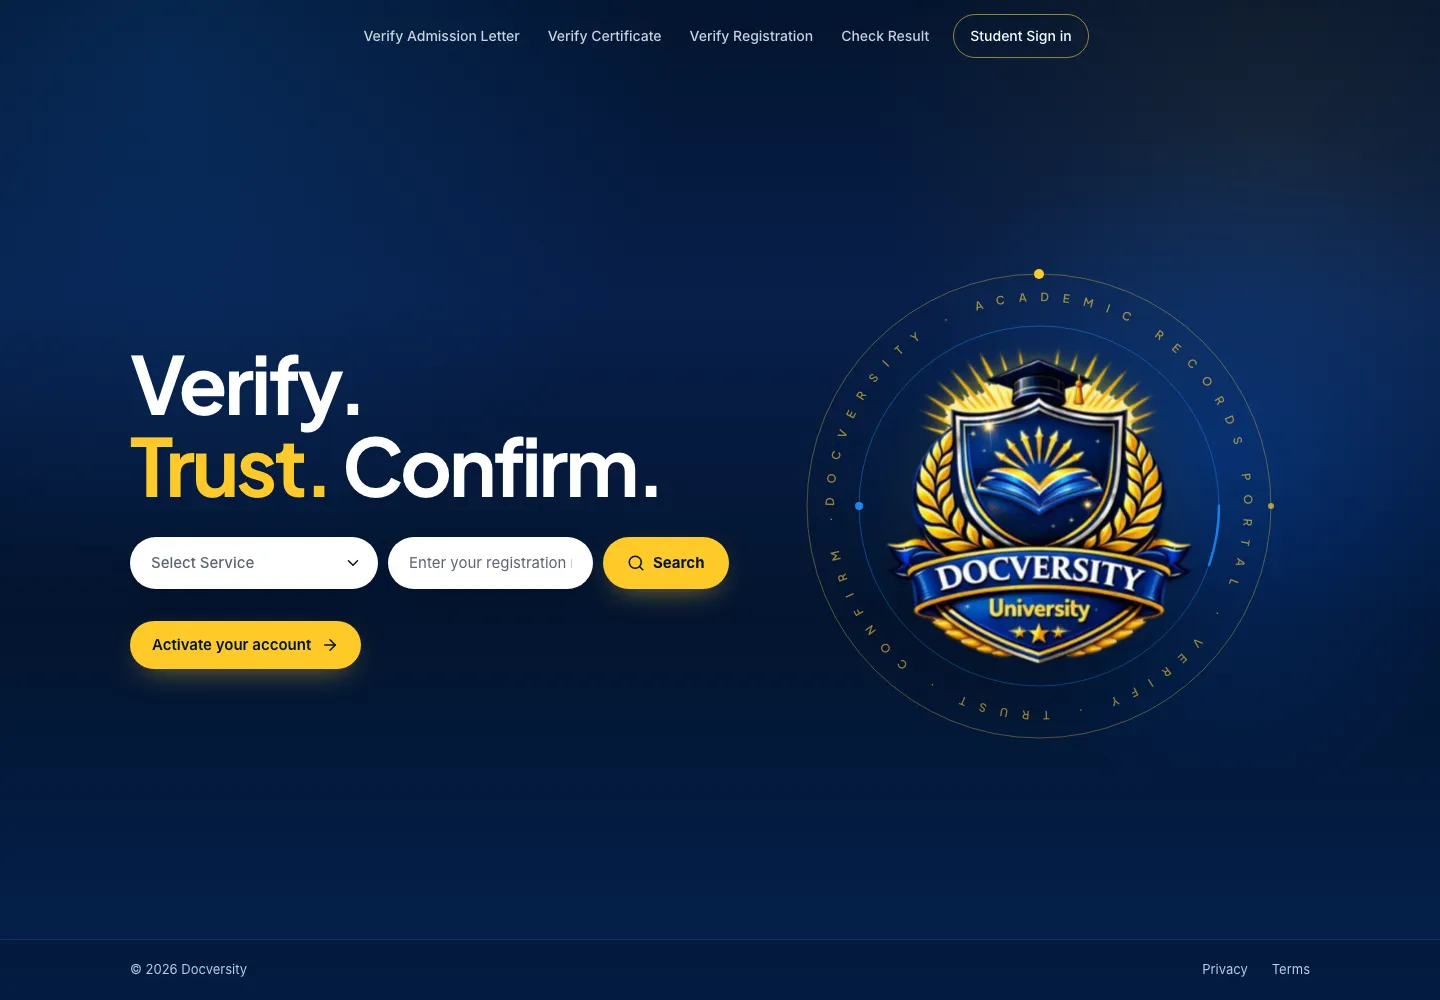 Verify Admission Letter
Verify Certificate
Verify Registration
Check Result
Student Sign in
Verify.
Trust. Confirm.
Select Service
Enter your registration
Search
Activate your account
DOCVERSITY · ACADEMIC RECORDS PORTAL · VERIFY · TRUST · CONFIRM ·
DOCVERSITY
University
© 2026 Docversity
Privacy
Terms